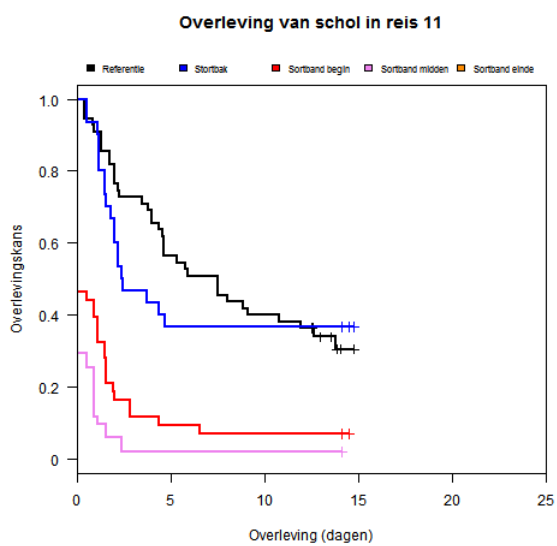 Overleving van schol in reis 11
Referentie Stortbak Sortband begin Sortband midden Sortband einde
1.0
0.8
0.6
0.4
0.2
0
Overlevingskans
0 5 10 15 20 25
Overleving (dagen)